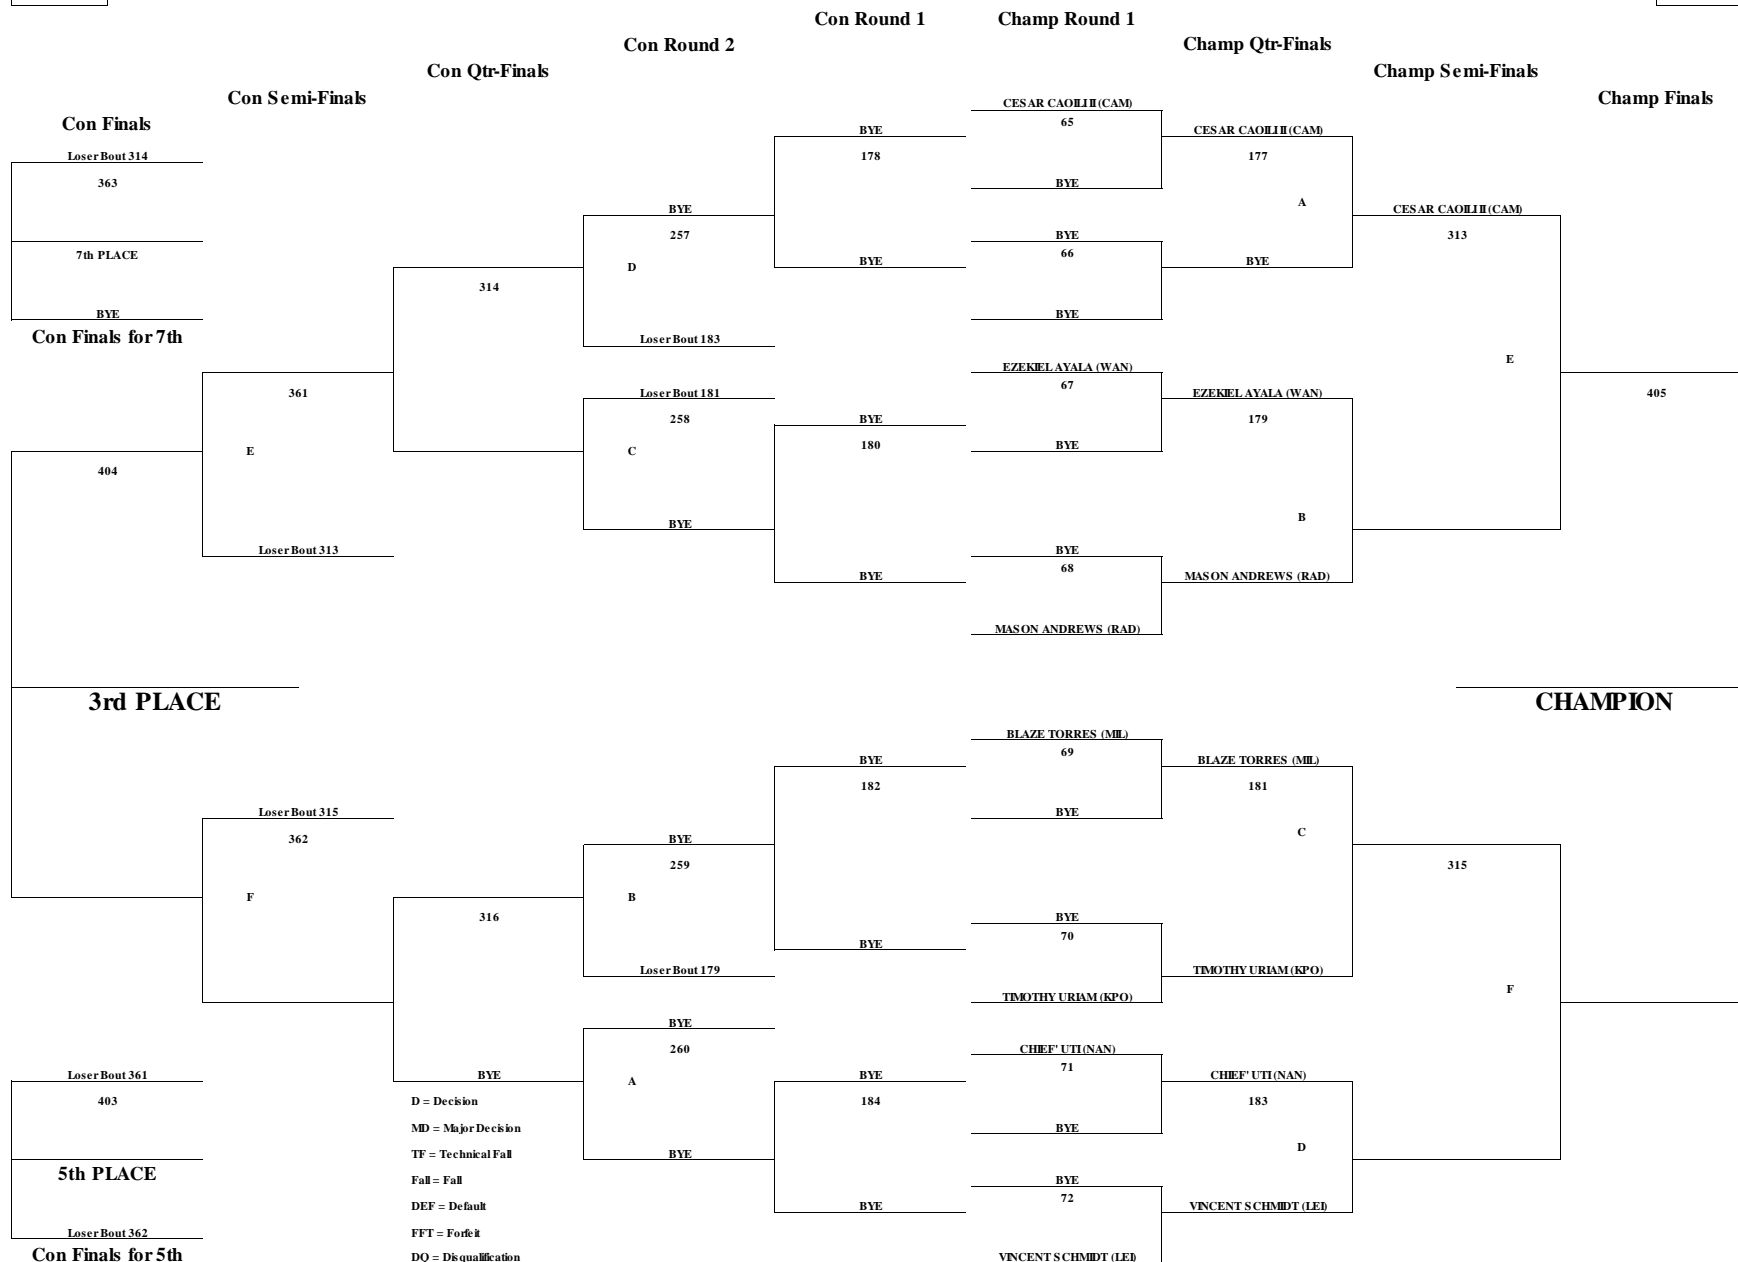 Con Round 1
Champ Round 1
Con Round 2
Champ Qtr-Finals
Con Qtr-Finals
Champ Semi-Finals
Con Semi-Finals
Champ Finals
Con Finals
CESAR CAOILI II (CAM)
65
BYE
BYE
CESAR CAOILI II (CAM)
Loser Bout 314
178
177
363
BYE
A
BYE
CESAR CAOILI II (CAM)
257
BYE
313
7th PLACE
66
D
BYE
BYE
314
BYE
BYE
Con Finals for 7th
Loser Bout 183
E
EZEKIEL AYALA (WAN)
67
361
Loser Bout 181
EZEKIEL AYALA (WAN)
405
258
BYE
179
E
C
180
BYE
404
B
BYE
Loser Bout 313
BYE
68
BYE
MASON ANDREWS (RAD)
MASON ANDREWS (RAD)
3rd PLACE
CHAMPION
BLAZE TORRES (MIL)
69
BYE
BLAZE TORRES (MIL)
182
181
Loser Bout 315
BYE
362
BYE
C
259
315
F
B
316
BYE
70
BYE
Loser Bout 179
TIMOTHY URIAM (KPO)
TIMOTHY URIAM (KPO)
F
BYE
260
CHIEF' UTI (NAN)
71
Loser Bout 361
BYE
A
BYE
CHIEF' UTI (NAN)
403
D = Decision
184
183
MD = Major Decision
BYE
TF = Technical Fall
BYE
D
5th PLACE
Fall = Fall
BYE
72
DEF = Default
BYE
VINCENT SCHMIDT (LEI)
Loser Bout 362
FFT = Forfeit
Con Finals for 5th
DQ = Disqualification
VINCENT SCHMIDT (LEI)